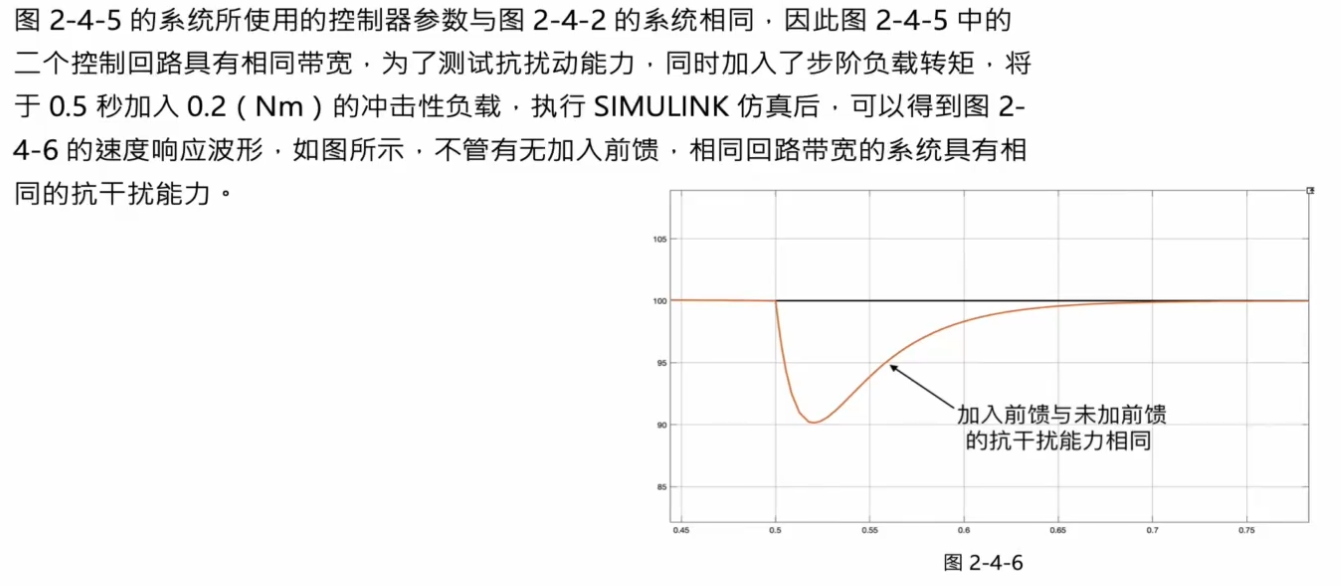 图 2-4-5 的系统所使用的控制器参数与图 2-4-2 的系统相同，因此图 2-4-5 中的
二个控制回路具有相同带宽，为了测试抗扰动能力，同时加入了步阶负载转矩，将
于 0.5 秒加入 0.2（Nm）的冲击性负载，执行 SIMULINK 仿真后，可以得到图 2-
4-6 的速度响应波形，如图所示，不管有无加入前馈，相同回路带宽的系统具有相
同的抗干扰能力。
105
100
95
90
85
加入前馈与未加前馈
的抗干扰能力相同
0.45 0.5 0.55 0.6 0.65 0.7 0.75
图 2-4-6